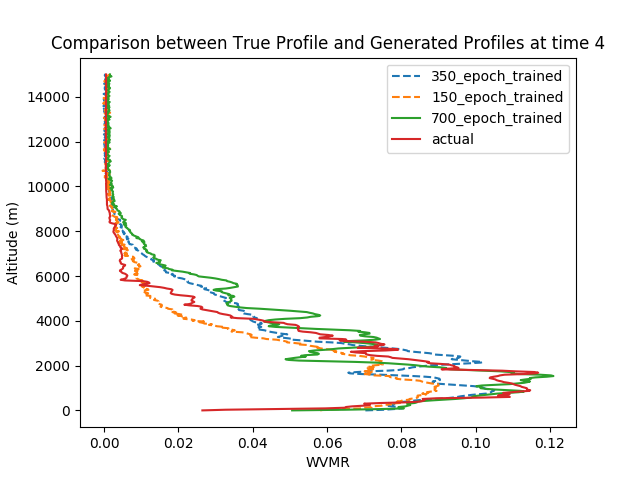 Comparison between True Profile and Generated Profiles at time 4
350_epoch_trained
150_epoch_trained
700_epoch_trained
actual
14000
12000
10000
8000
6000
4000
2000
0
Altitude (m)
0.00 0.02 0.04 0.06 0.08 0.10 0.12
WVMR